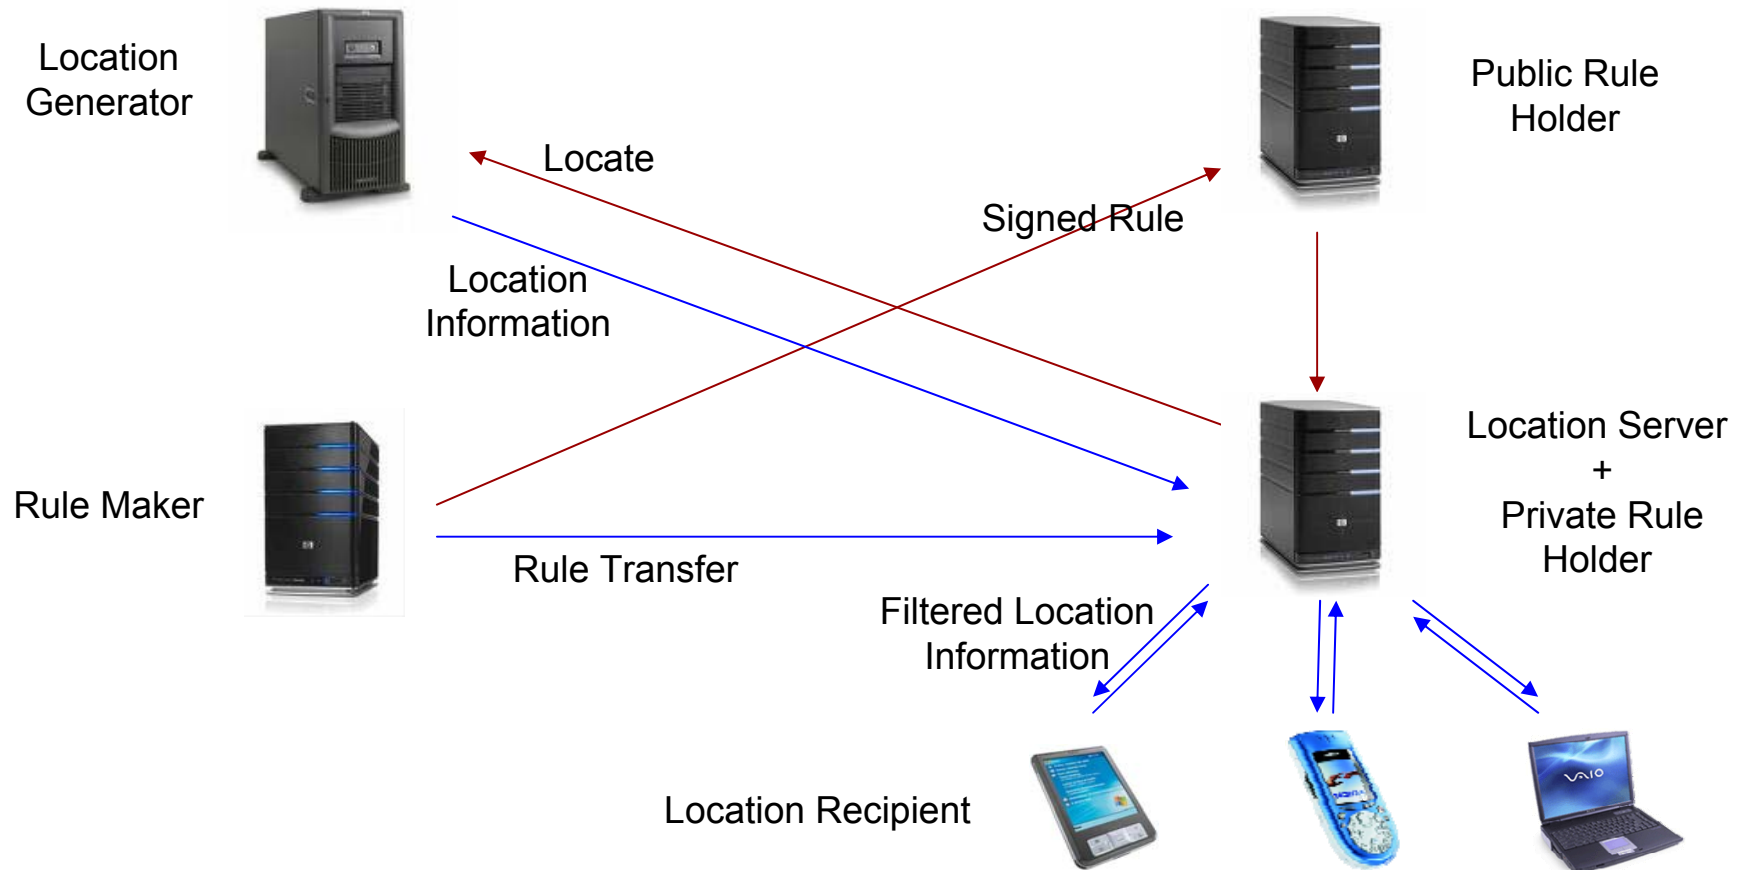 Location
Generator
Public Rule
Holder
Locate
Signed Rule
Location
Information
Location Server
+
Private Rule
Holder
Rule Maker
Rule Transfer
Filtered Location
Information
Location Recipient
VAIO